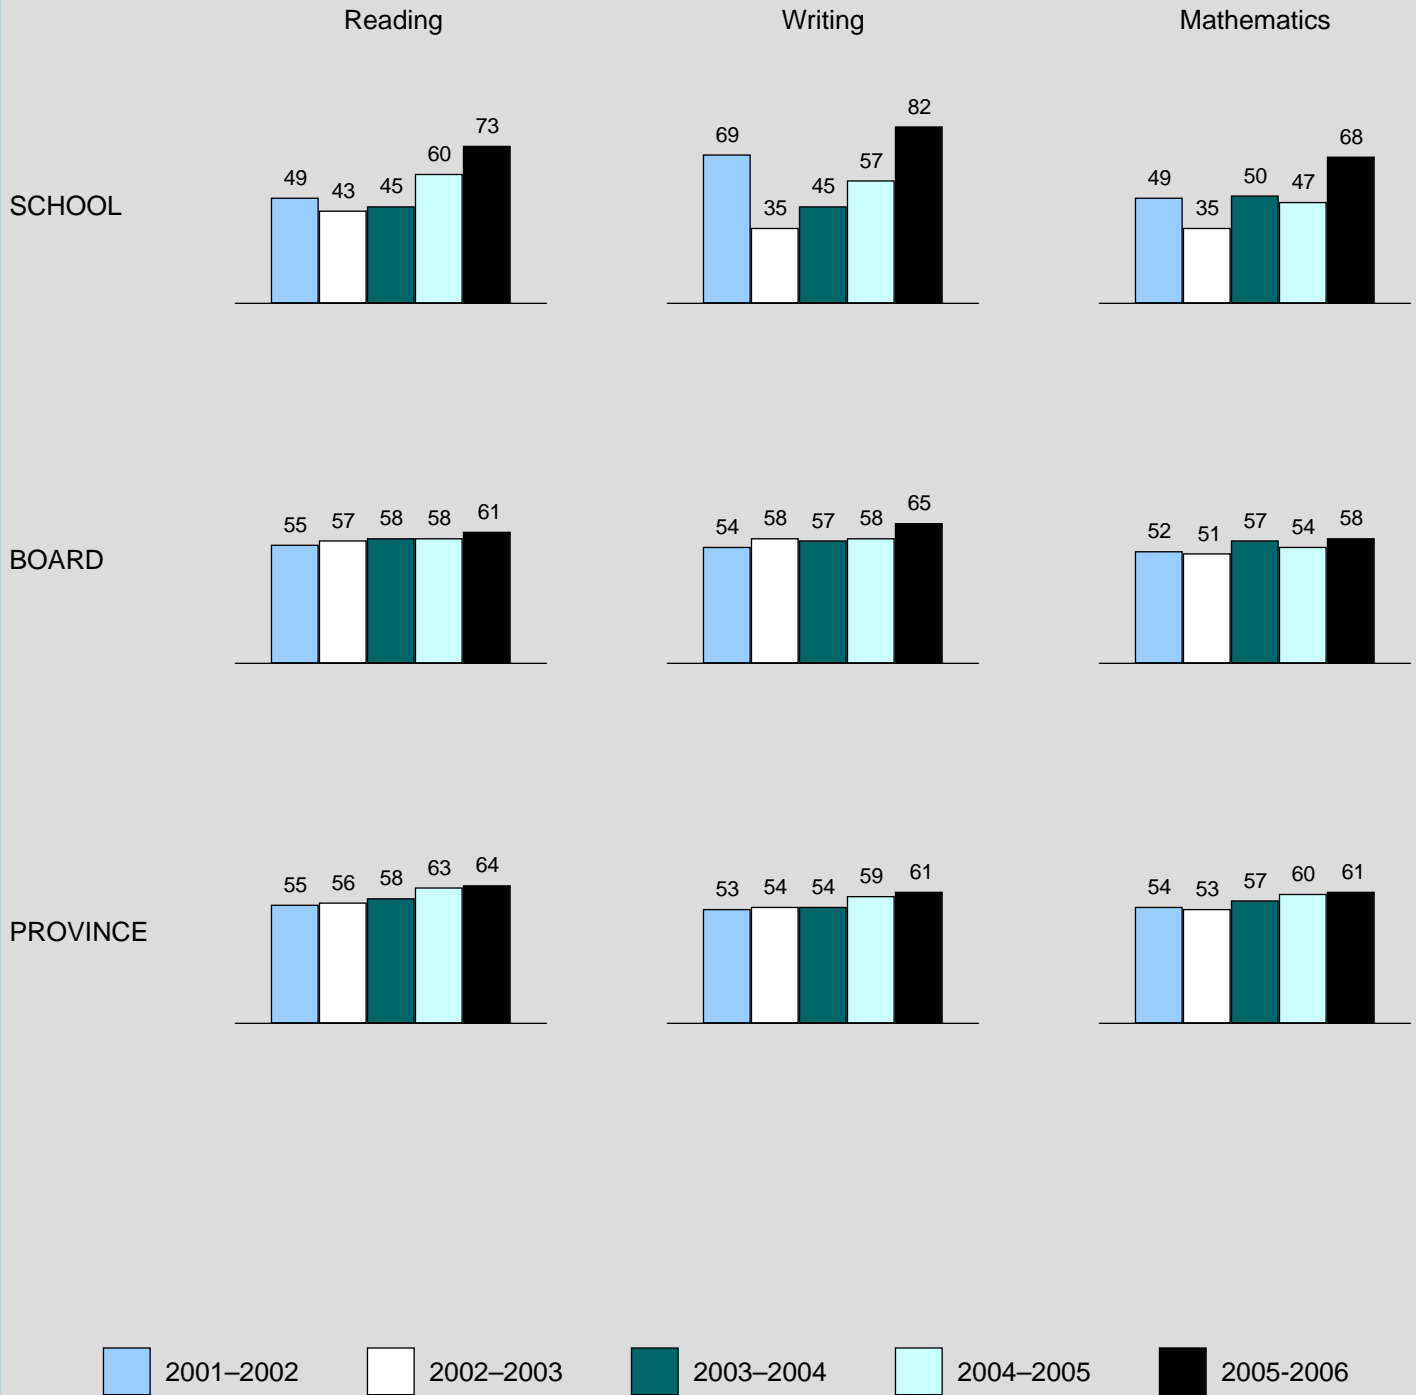 Reading Writing Mathematics
SCHOOL
49 43 45 60 73
69 35 45 57 82
49 35 50 47 68
BOARD
55 57 58 58 61
54 58 57 58 65
52 51 57 54 58
PROVINCE
55 56 58 63 64
53 54 54 59 61
54 53 57 60 61
2001–2002 2002–2003 2003–2004 2004–2005 2005-2006